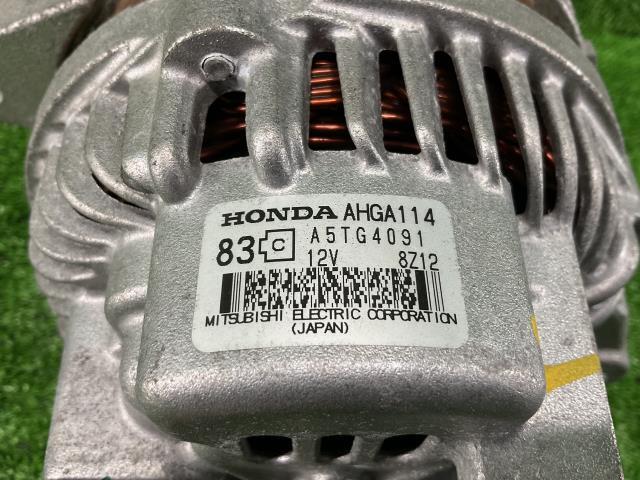 HONDA AHGA114
83 C A5TG4091
12V 8Z12
MITSUBISHI ELECTRIC CORPORATION
(JAPAN)